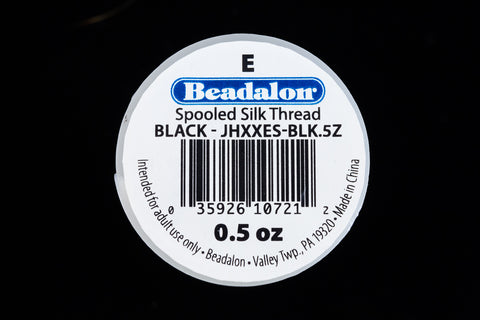 E
Beadalon
Spooled Silk Thread
BLACK - JHXXES-BLK.5Z
0 35926 10721 2
0.5 oz
Intended for adult use only • Beadalon • Valley Twp., PA 19320 • Made in China